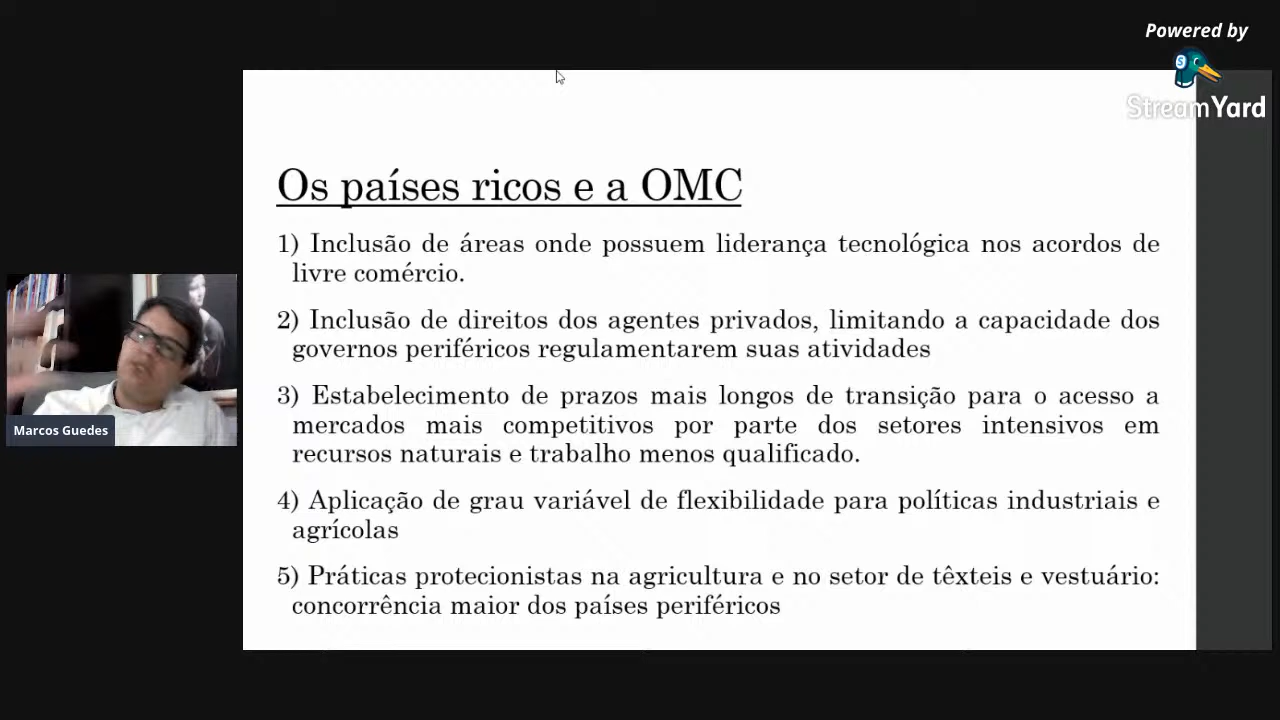 Powered by
StreamYard
Os países ricos e a OMC
1) Inclusão de áreas onde possuem liderança tecnológica nos acordos de
livre comércio.
2) Inclusão de direitos dos agentes privados, limitando a capacidade dos
governos periféricos regulamentarem suas atividades
3) Estabelecimento de prazos mais longos de transição para o acesso a
mercados mais competitivos por parte dos setores intensivos em
recursos naturais e trabalho menos qualificado.
4) Aplicação de grau variável de flexibilidade para políticas industriais e
agrícolas
5) Práticas protecionistas na agricultura e no setor de têxteis e vestuário:
concorrência maior dos países periféricos
Marcos Guedes